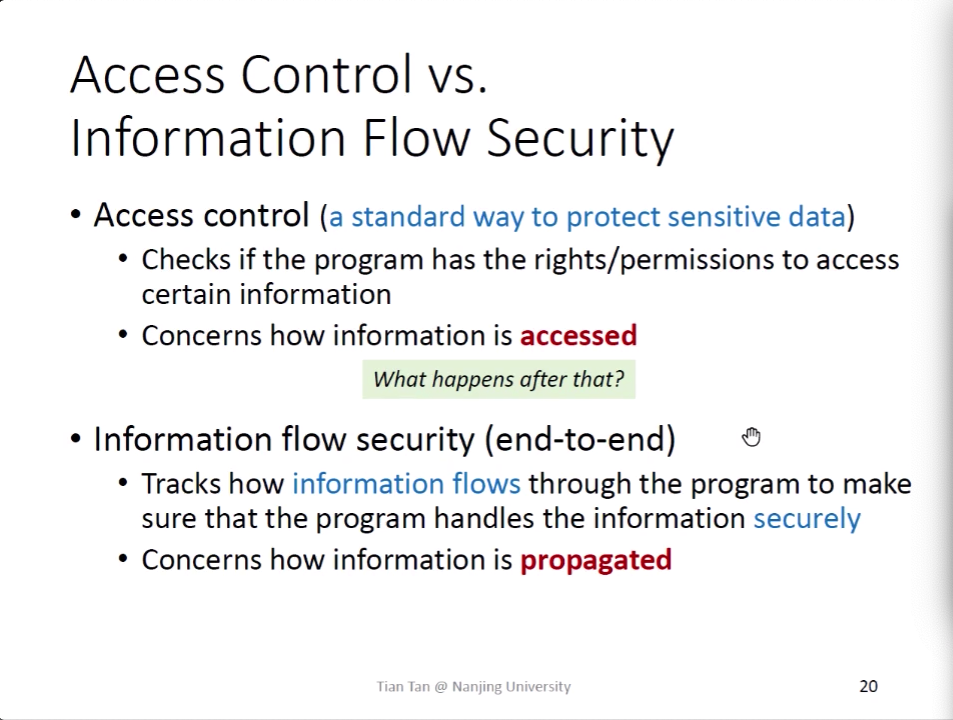 Access Control vs.
Information Flow Security
• Access control (a standard way to protect sensitive data)
• Checks if the program has the rights/permissions to access
certain information
• Concerns how information is accessed
What happens after that?
• Information flow security (end-to-end)
• Tracks how information flows through the program to make
sure that the program handles the information securely
• Concerns how information is propagated
Tian Tan @ Nanjing University
20